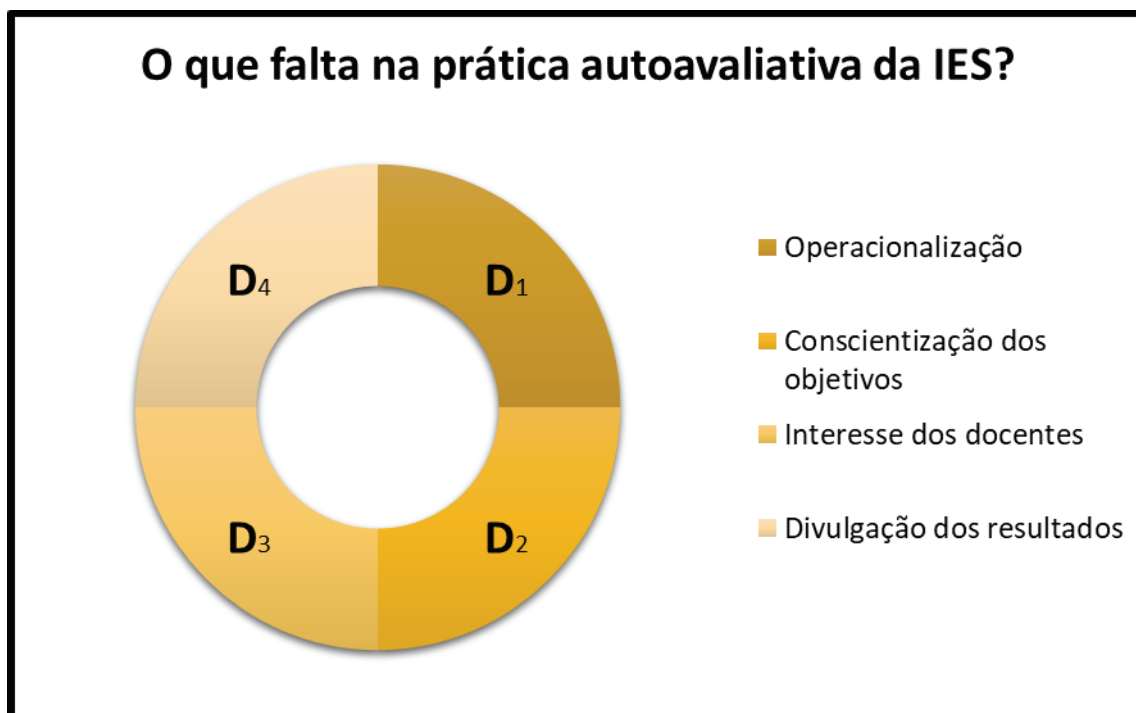 O que falta na prática autoavaliativa da IES?
D4
D1
D3
D2
Operacionalização
Conscientização dos
objetivos
Interesse dos docentes
Divulgação dos resultados